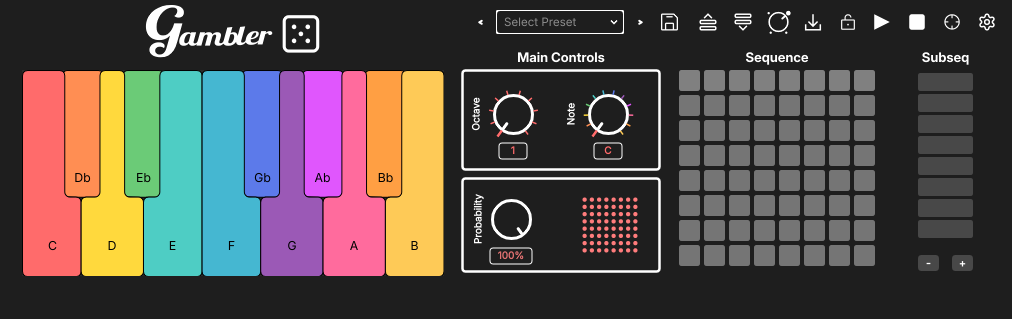 Gambler
Select Preset
Main Controls
Sequence
Subseq
Octave
Note
1
C
Db
Eb
Gb
Ab
Bb
C
D
E
F
G
A
B
Probability
100%
-
+